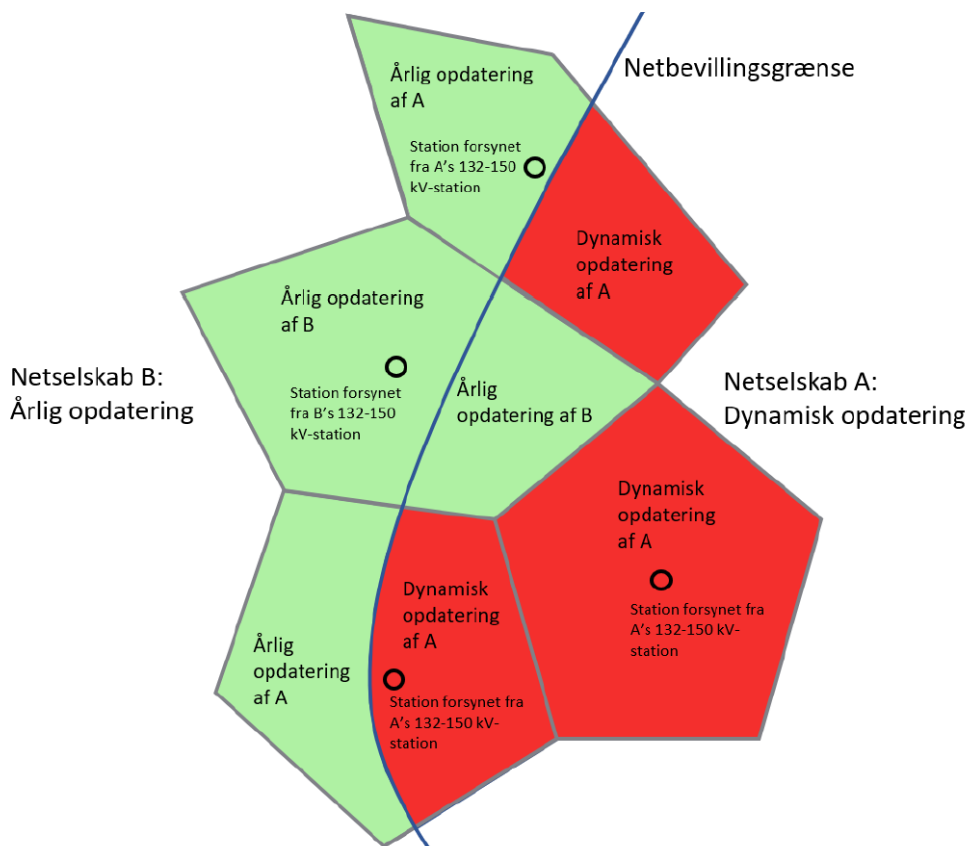 Årlig opdatering
af A
Netbevillingsgrænse
Station forsynet
fra A's 132-150
kV-station
Dynamisk
opdatering
af A
Årlig opdatering
af B
Station forsynet
fra B's 132-150
kV-station
Årlig
opdatering af B
Netselskab B:
Årlig opdatering
Netselskab A:
Dynamisk opdatering
Dynamisk
opdatering
af A
Station forsynet fra
A's 132-150 kV-
station
Dynamisk
opdatering
af A
Station forsynet fra
A's 132-150 kV-
station
Årlig
opdatering
af A